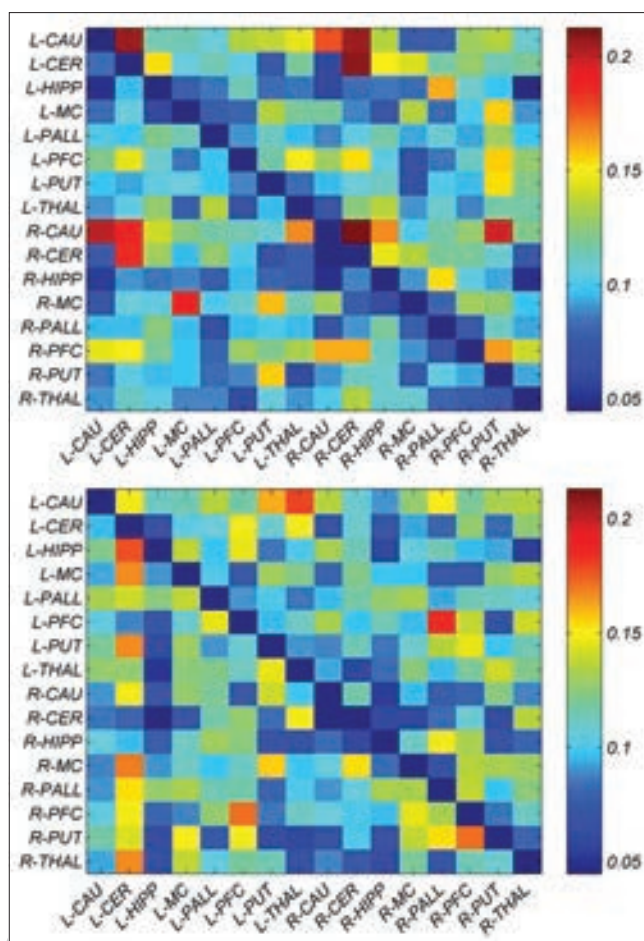 L-CAU
L-CER
L-HIPP
L-MC
L-PALL
L-PFC
L-PUT
L-THAL
R-CAU
R-CER
R-HIPP
R-MC
R-PALL
R-PFC
R-PUT
R-THAL
0.2
0.15
0.1
0.05
L-CAU L-CER L-HIPP L-MC L-PALL L-PFC L-PUT L-THAL R-CAU R-CER R-HIPP R-MC R-PALL R-PFC R-PUT R-THAL
L-CAU
L-CER
L-HIPP
L-MC
L-PALL
L-PFC
L-PUT
L-THAL
R-CAU
R-CER
R-HIPP
R-MC
R-PALL
R-PFC
R-PUT
R-THAL
0.2
0.15
0.1
0.05
L-CAU L-CER L-HIPP L-MC L-PALL L-PFC L-PUT L-THAL R-CAU R-CER R-HIPP R-MC R-PALL R-PFC R-PUT R-THAL